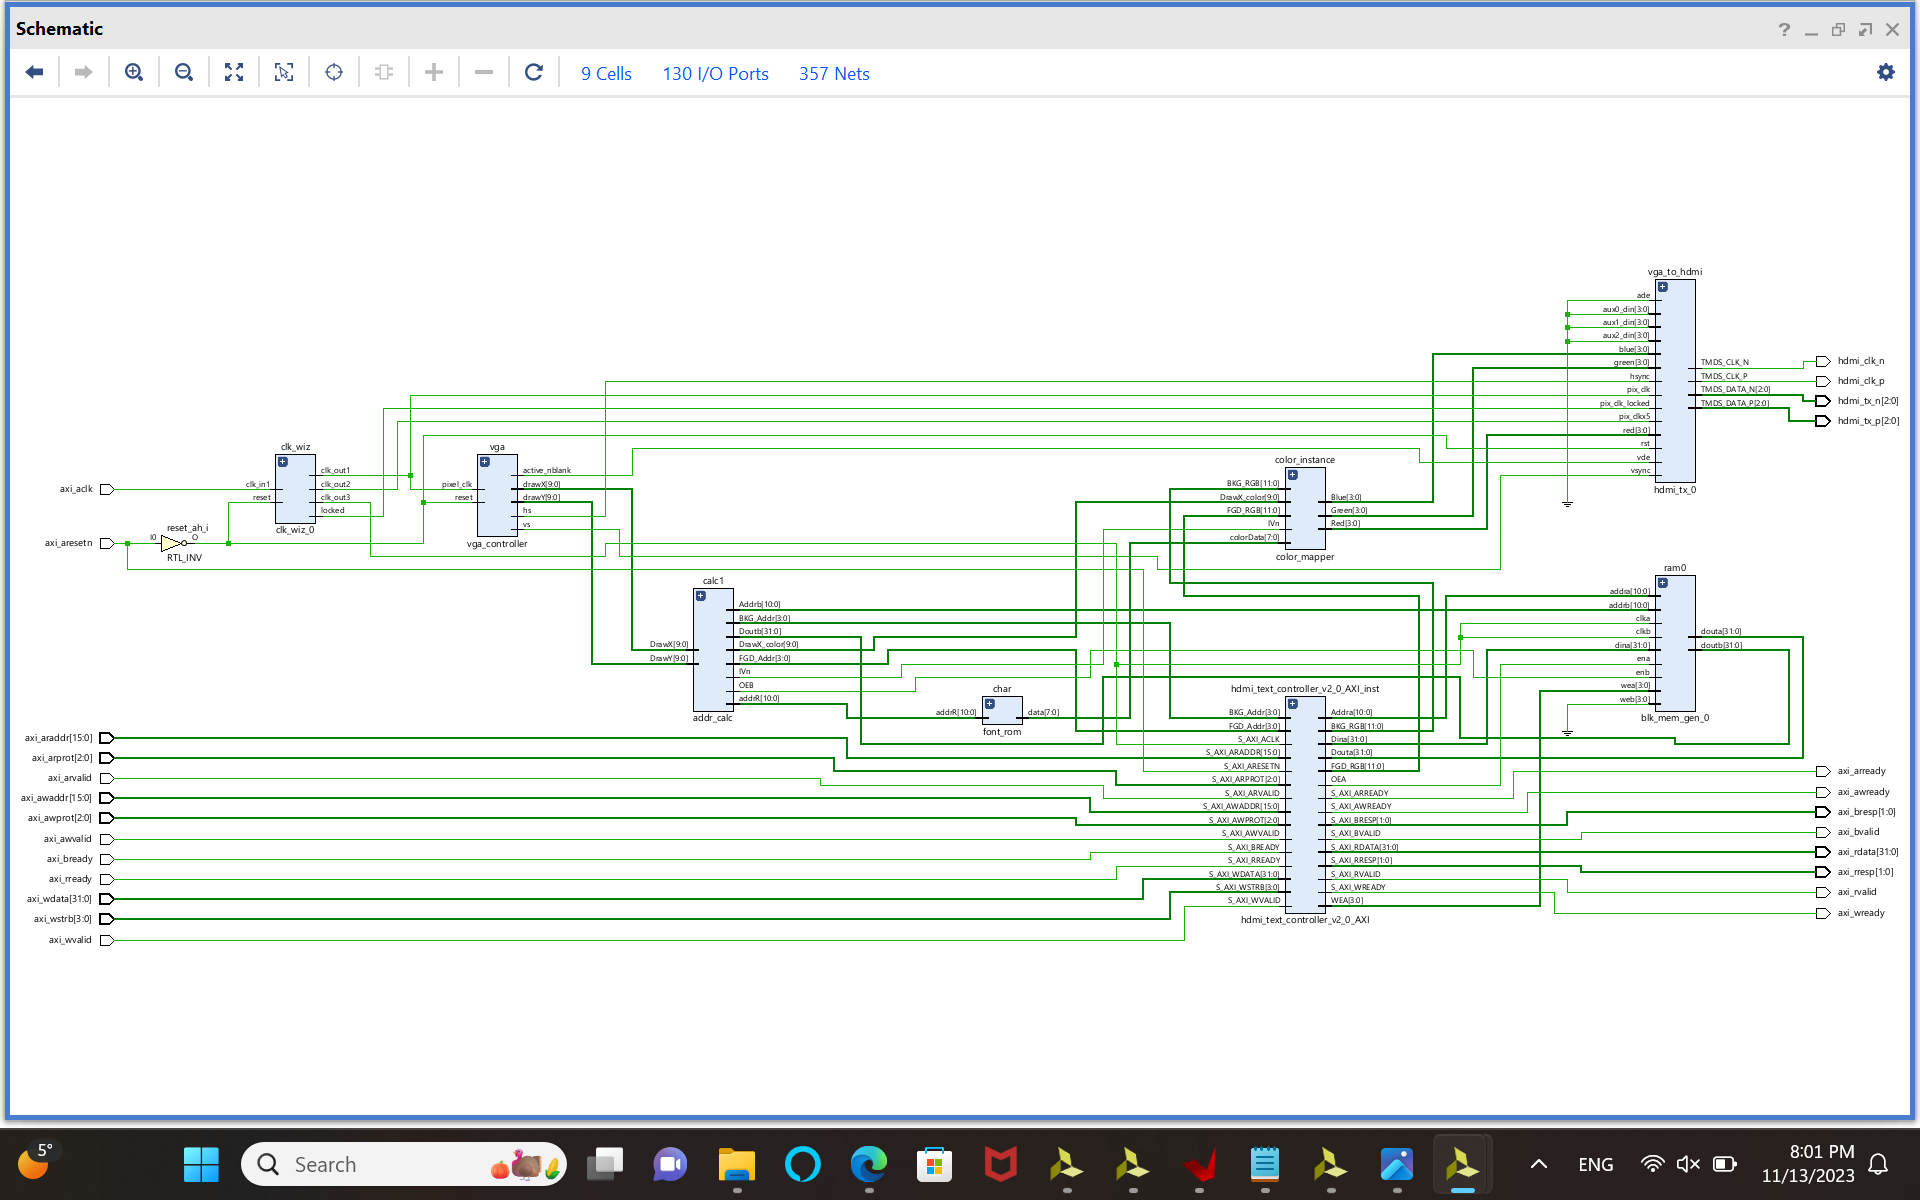 Schematic
9 Cells 130 I/O Ports 357 Nets
vga_to_hdmi
ade
aux0_din[3:0]
aux1_din[3:0]
aux2_din[3:0]
blue[3:0]
green[3:0]
hsync
pix_clk
pix_clk_locked
pix_clkx5
red[3:0]
rst
vde
vsync
TMDS_CLK_N
TMDS_CLK_P
TMDS_DATA_N[2:0]
TMDS_DATA_P[2:0]
hdmi_tx_0
hdmi_clk_n
hdmi_clk_p
hdmi_tx_n[2:0]
hdmi_tx_p[2:0]
axi_aclk
axi_aresetn
reset_ah_i
I0
O
RTL_INV
clk_wiz
clk_in1
reset
clk_out1
clk_out2
clk_out3
locked
clk_wiz_0
vga
pixel_clk
reset
active_nblank
drawX[9:0]
drawY[9:0]
hs
vs
vga_controller
color_instance
BKG_RGB[11:0]
DrawX_color[9:0]
FGD_RGB[11:0]
IVn
colorData[7:0]
Blue[3:0]
Green[3:0]
Red[3:0]
color_mapper
calc1
DrawX[9:0]
DrawY[9:0]
Addrb[10:0]
BKG_Addr[3:0]
Doutb[31:0]
DrawX_color[9:0]
FGD_Addr[3:0]
IVn
OEB
addrR[10:0]
addr_calc
char
addrR[10:0]
data[7:0]
font_rom
ram0
addra[10:0]
addrb[10:0]
clka
clkb
dina[31:0]
ena
enb
wea[3:0]
web[3:0]
douta[31:0]
doutb[31:0]
blk_mem_gen_0
hdmi_text_controller_v2_0_AXI_inst
BKG_Addr[3:0]
FGD_Addr[3:0]
S_AXI_ACLK
S_AXI_ARADDR[15:0]
S_AXI_ARESETN
S_AXI_ARPROT[2:0]
S_AXI_ARVALID
S_AXI_AWADDR[15:0]
S_AXI_AWPROT[2:0]
S_AXI_AWVALID
S_AXI_BREADY
S_AXI_RREADY
S_AXI_WDATA[31:0]
S_AXI_WSTRB[3:0]
S_AXI_WVALID
Addra[10:0]
BKG_RGB[11:0]
Dina[31:0]
Douta[31:0]
FGD_RGB[11:0]
OEA
S_AXI_ARREADY
S_AXI_AWREADY
S_AXI_BRESP[1:0]
S_AXI_BVALID
S_AXI_RDATA[31:0]
S_AXI_RRESP[1:0]
S_AXI_RVALID
S_AXI_WREADY
WEA[3:0]
hdmi_text_controller_v2_0_AXI
axi_araddr[15:0]
axi_arprot[2:0]
axi_arvalid
axi_awaddr[15:0]
axi_awprot[2:0]
axi_awvalid
axi_bready
axi_rready
axi_wdata[31:0]
axi_wstrb[3:0]
axi_wvalid
axi_arready
axi_awready
axi_bresp[1:0]
axi_bvalid
axi_rdata[31:0]
axi_rresp[1:0]
axi_rvalid
axi_wready
5°
Search
ENG
8:01 PM
11/13/2023